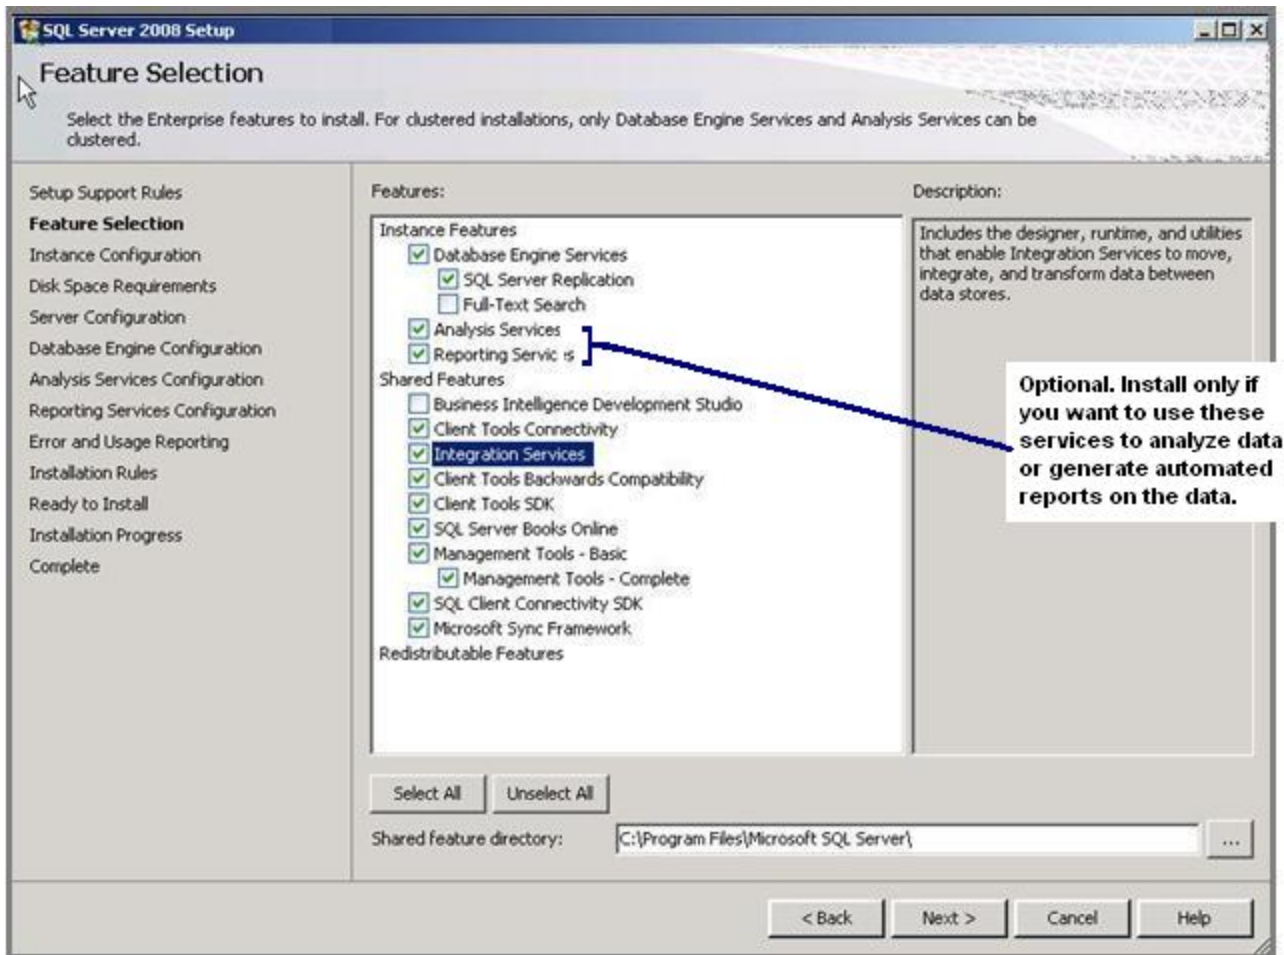 SQL Server 2008 Setup
Feature Selection
Select the Enterprise features to install. For clustered installations, only Database Engine Services and Analysis Services can be
clustered.
Setup Support Rules
Feature Selection
Instance Configuration
Disk Space Requirements
Server Configuration
Database Engine Configuration
Analysis Services Configuration
Reporting Services Configuration
Error and Usage Reporting
Installation Rules
Ready to Install
Installation Progress
Complete
Features:
Instance Features
Database Engine Services
SQL Server Replication
Full-Text Search
Analysis Services
Reporting Services
Shared Features
Business Intelligence Development Studio
Client Tools Connectivity
Integration Services
Client Tools Backwards Compatibility
Client Tools SDK
SQL Server Books Online
Management Tools - Basic
Management Tools - Complete
SQL Client Connectivity SDK
Microsoft Sync Framework
Redistributable Features
Description:
Includes the designer, runtime, and utilities
that enable Integration Services to move,
integrate, and transform data between
data stores.
Optional. Install only if
you want to use these
services to analyze data
or generate automated
reports on the data.
Select All
Unselect All
Shared feature directory:
C:\Program Files\Microsoft SQL Server\
...
< Back
Next >
Cancel
Help